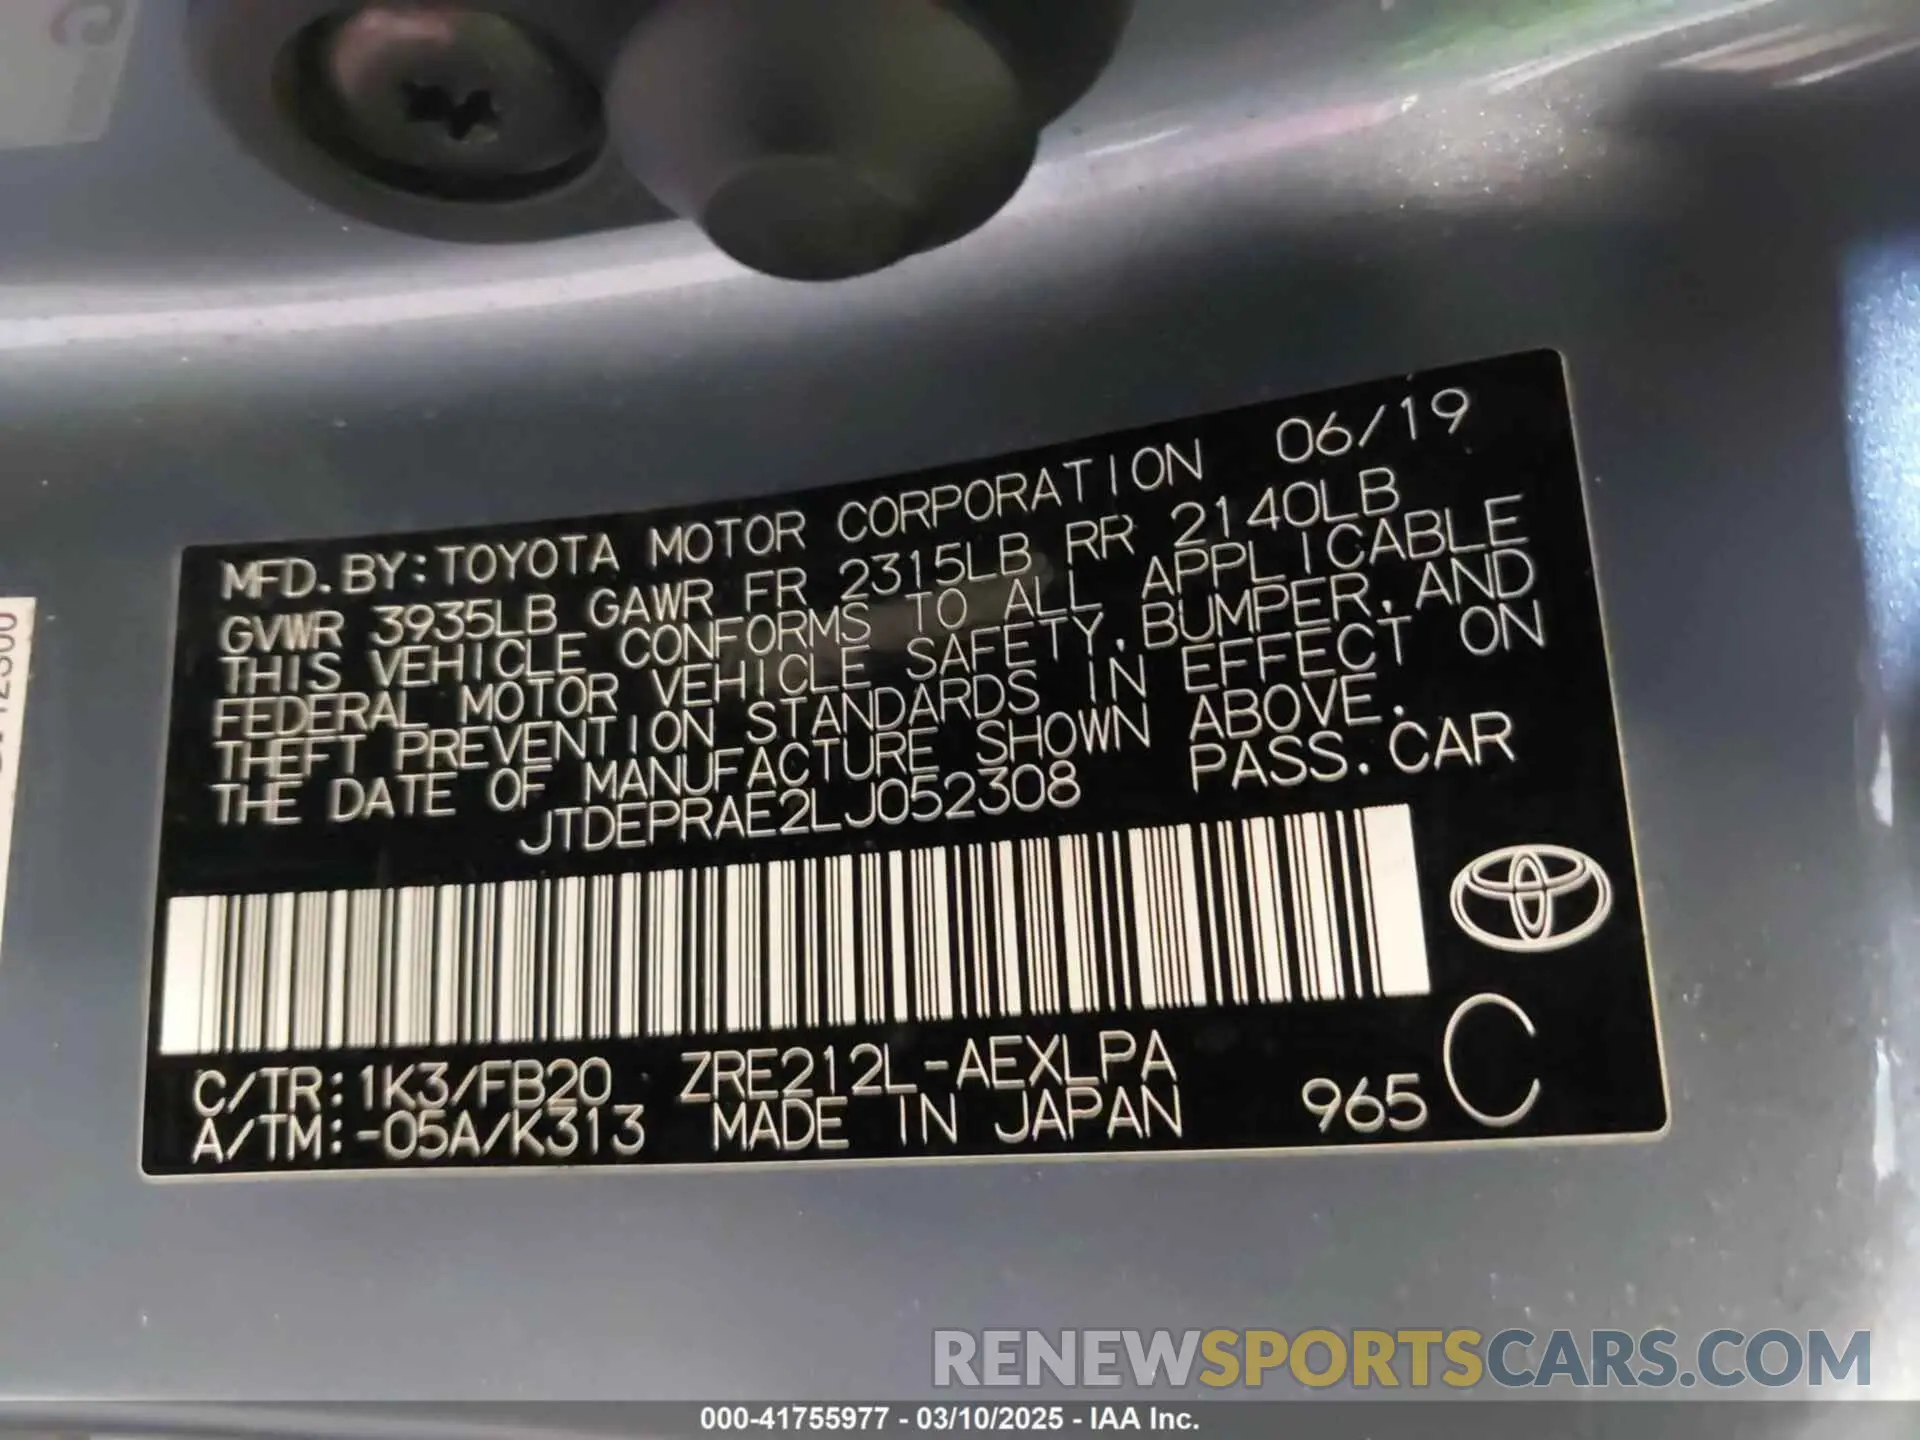 MFD. BY: TOYOTA MOTOR CORPORATION 06/19
GVWR 3935LB GAWR FR 2315LB RR 2140LB
THIS VEHICLE CONFORMS TO ALL APPLICABLE
FEDERAL MOTOR VEHICLE SAFETY, BUMPER, AND
THEFT PREVENTION STANDARDS IN EFFECT ON
THE DATE OF MANUFACTURE SHOWN ABOVE.
JTDEPRAE2LJ052308 PASS. CAR
C/TR: 1K3/FB20 ZRE212L-AEXLPA
A/TM: -05A/K313 MADE IN JAPAN 965 C
RENEWSPORTSCARS.COM
000-41755977 - 03/10/2025 - IAA Inc.